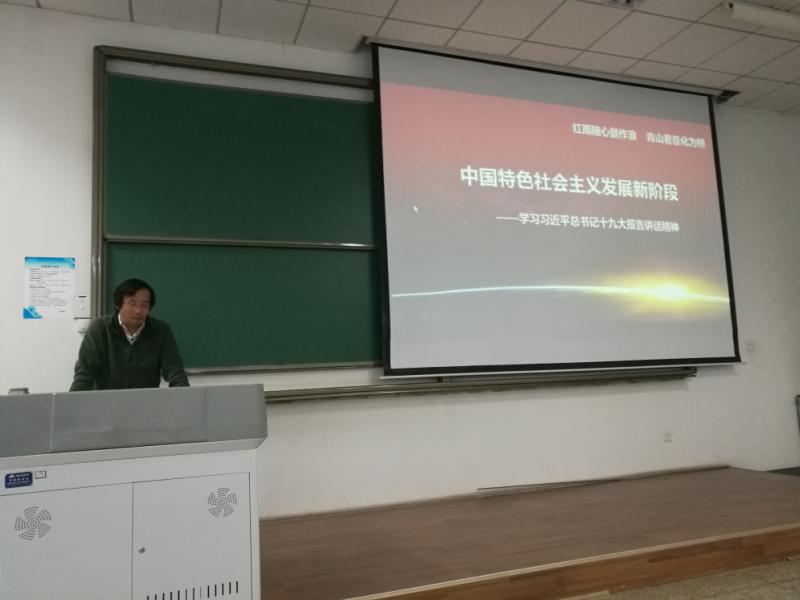 红雨随心翻作浪 青山着意化为桥
中国特色社会主义发展新阶段
——学习习近平总书记十九大报告讲话精神